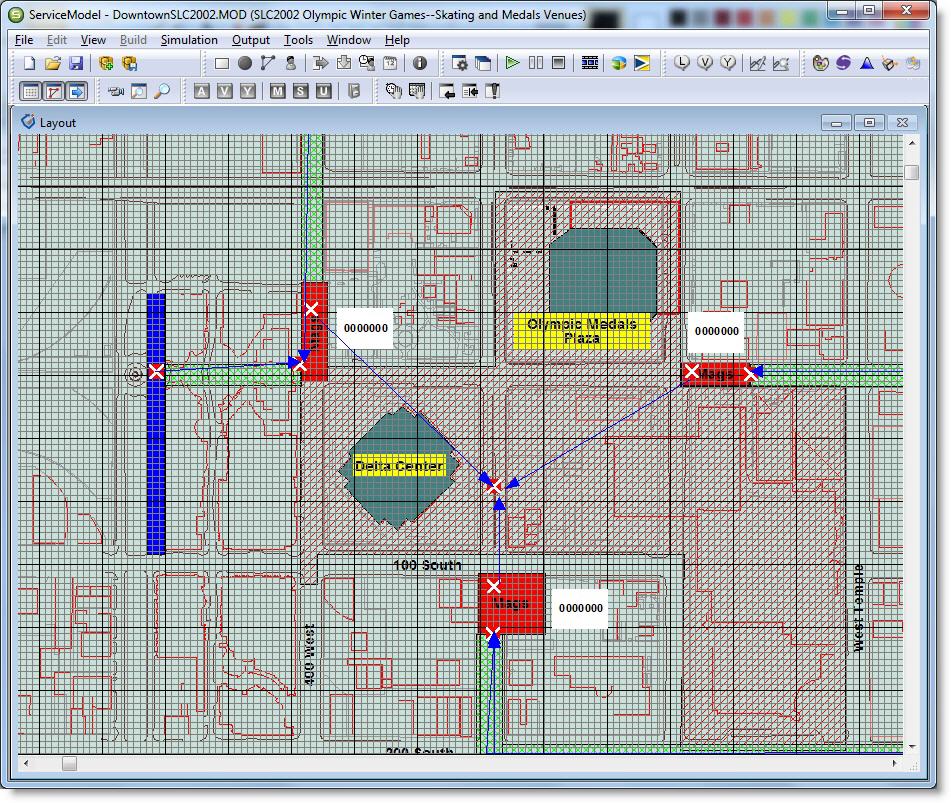 ServiceModel - DowntownSLC2002.MOD (SLC2002 Olympic Winter Games--Skating and Medals Venues)
File Edit View Build Simulation Output Tools Window Help
L V Y
A V Y M S U
Layout
0000000
Olympic Medals
Plaza
0000000
Mags
Delta Center
100 South
Mags
0000000
400 West
West Temple
200 South